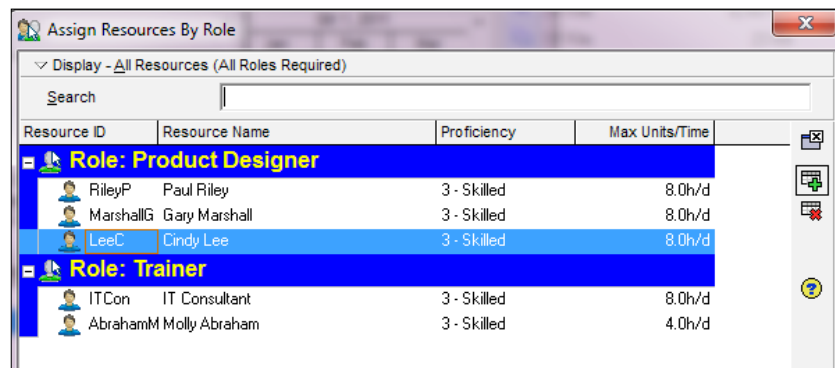 Assign Resources By Role
Display - All Resources (All Roles Required)
Search
Resource ID Resource Name Proficiency Max Units/Time
Role: Product Designer
RileyP Paul Riley 3 - Skilled 8.0h/d
MarshallG Gary Marshall 3 - Skilled 8.0h/d
LeeC Cindy Lee 3 - Skilled 8.0h/d
Role: Trainer
ITCon IT Consultant 3 - Skilled 8.0h/d
AbrahamM Molly Abraham 3 - Skilled 4.0h/d